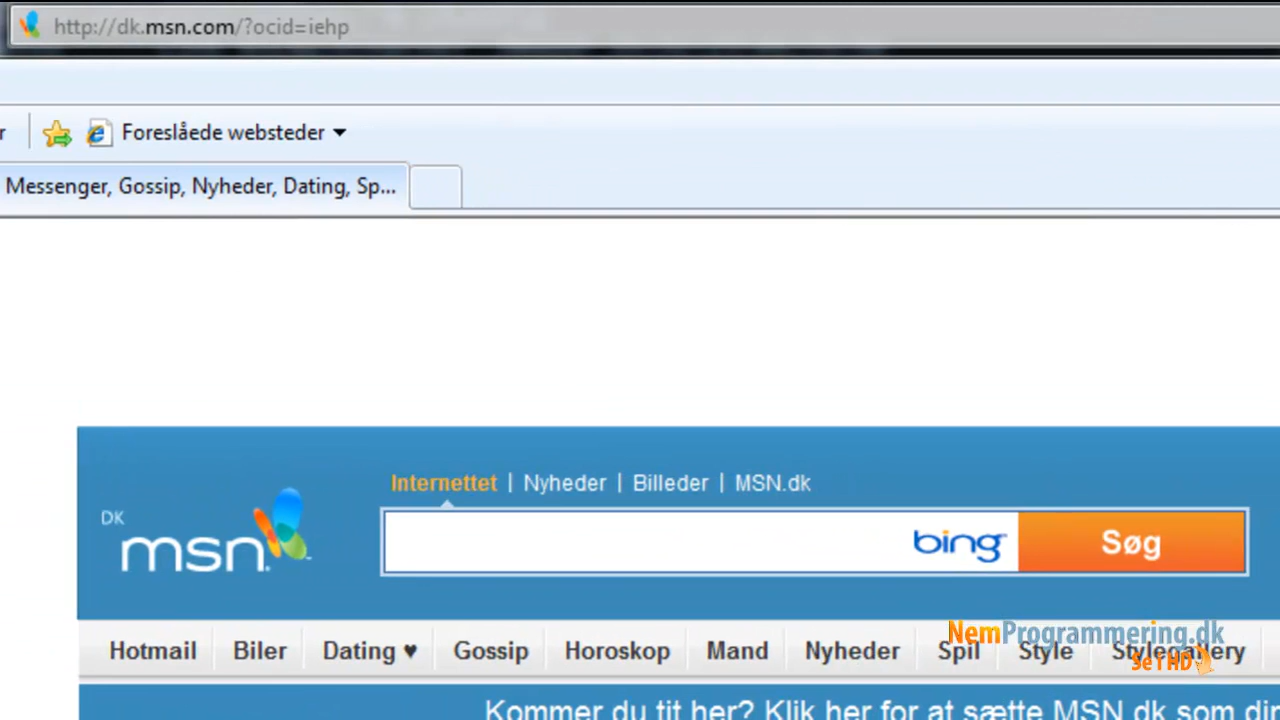 http://dk.msn.com/?ocid=iehp
r Foreslåede websteder
Messenger, Gossip, Nyheder, Dating, Sp...
Internettet | Nyheder | Billeder | MSN.dk
DK
msn
bing
Søg
Hotmail Biler Dating ♥ Gossip Horoskop Mand Nyheder Spil Style Stylegallery
NemProgrammering.dk
Se I HD
Kommer du tit her? Klik her for at sætte MSN dk som din